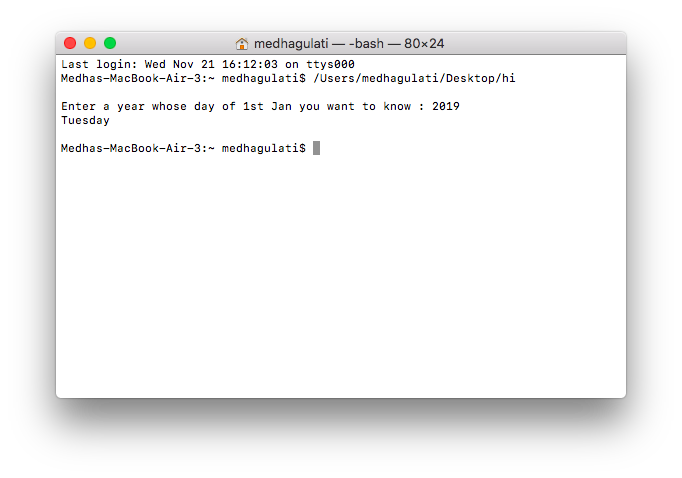 medhagulati — -bash — 80×24
Last login: Wed Nov 21 16:12:03 on ttys000
Medhas-MacBook-Air-3:~ medhagulati$ /Users/medhagulati/Desktop/hi
Enter a year whose day of 1st Jan you want to know : 2019
Tuesday
Medhas-MacBook-Air-3:~ medhagulati$